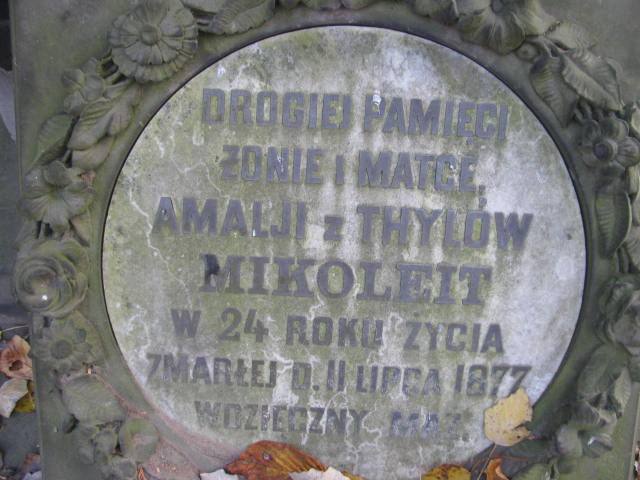 DROGIEJ PAMIĘCI
ŻONIE I MATCE,
AMALJI z THYLÓW
MIKOLEIT
W 24 ROKU ŻYCIA
ZMARŁEJ D. 11 LIPCA 1877
WDZIĘCZNY MĄŻ